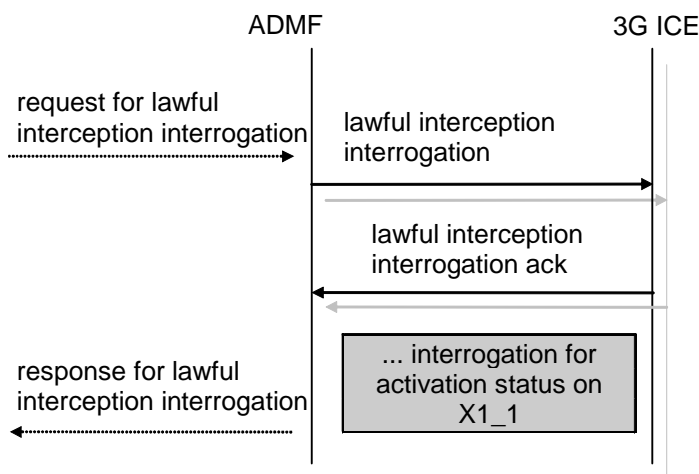 ADMF
3G ICE
request for lawful
interception interrogation
lawful interception
interrogation
lawful interception
interrogation ack
... interrogation for
activation status on
X1_1
response for lawful
interception interrogation